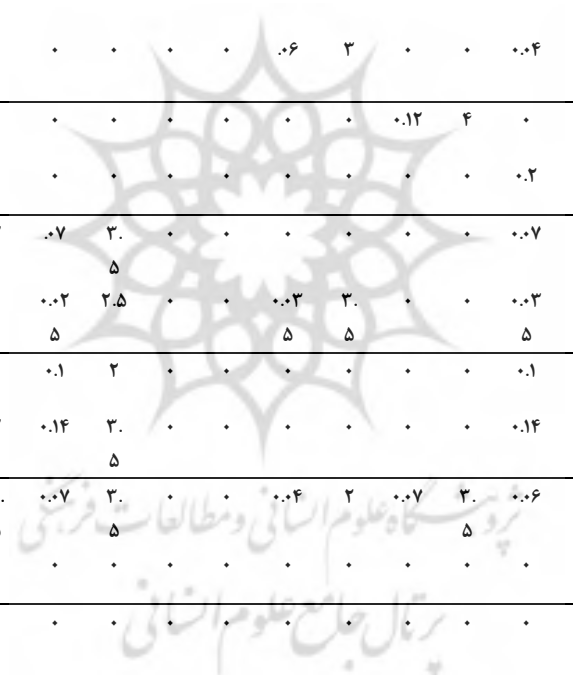 ۰ ۰ ۰ ۰ .۰۶ ۳ ۰ ۰ ۰.۰۴
۰ ۰ ۰ ۰ ۰ ۰ ۰.۱۲ ۴ ۰
۰ ۰ ۰ ۰ ۰ ۰ ۰ ۰ ۰.۲
.۰۷ ۳. ۰ ۰ ۰ ۰ ۰ ۰ ۰.۰۷
۵
۰.۰۲ ۲.۵ ۰ ۰ ۰.۰۳ ۳. ۰ ۰ ۰.۰۳
۵ ۵ ۵ ۵
۰.۱ ۲ ۰ ۰ ۰ ۰ ۰ ۰ ۰.۱
۰.۱۴ ۳. ۰ ۰ ۰ ۰ ۰ ۰ ۰.۱۴
۵
۰.۰۷ ۳. ۰ ۰ ۰.۰۴ ۲ ۰.۰۷ ۳. ۰.۰۶
۵ ۵
۰ ۰ ۰ ۰ ۰ ۰ ۰ ۰ ۰
۰ ۰ ۰ ۰ ۰ ۰ ۰ ۰ ۰
پژوهشگاه علوم انسانی و مطالعات فرهنگی
پرتال جامع علوم انسانی